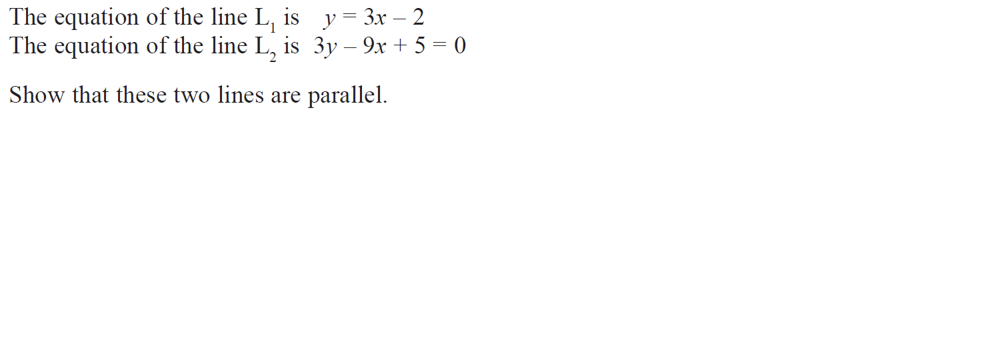 The equation of the line L₁ is y = 3x – 2
The equation of the line L₂ is 3y – 9x + 5 = 0
Show that these two lines are parallel.